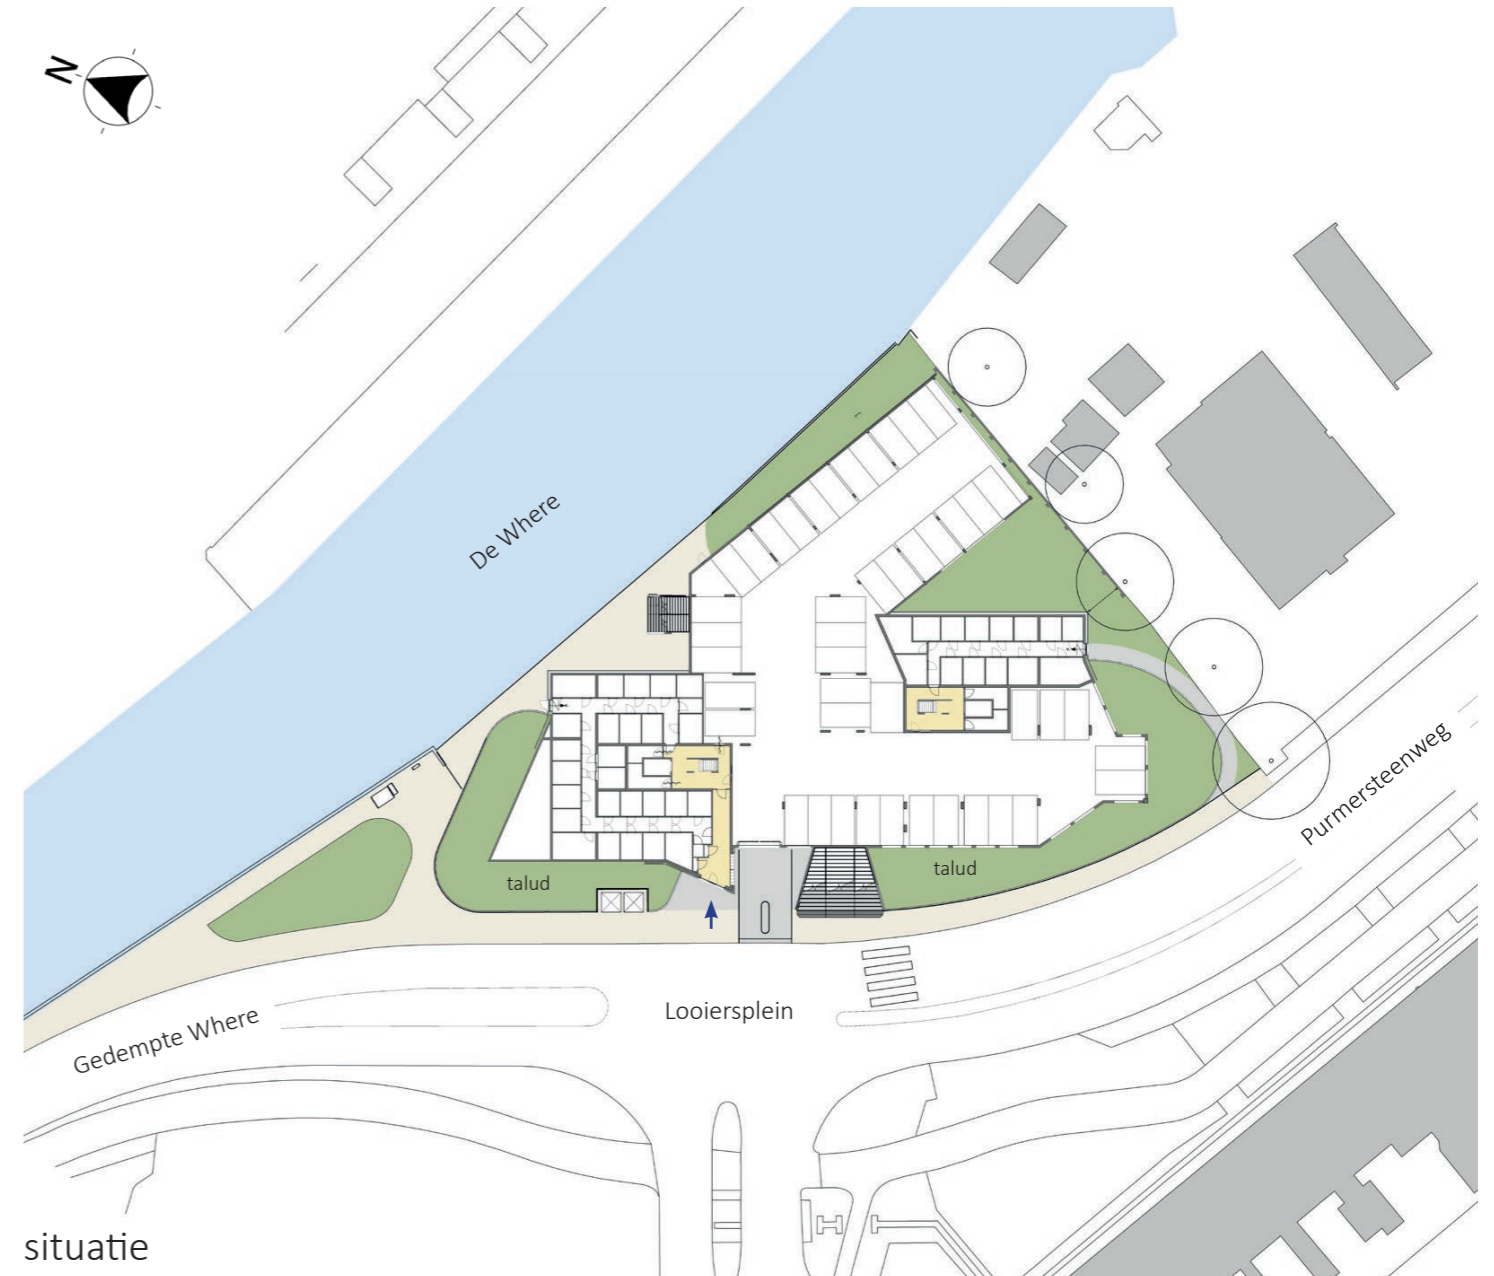 N
De Where
Purmersteenweg
talud
talud
Looiersplein
Gedempte Where
situatie